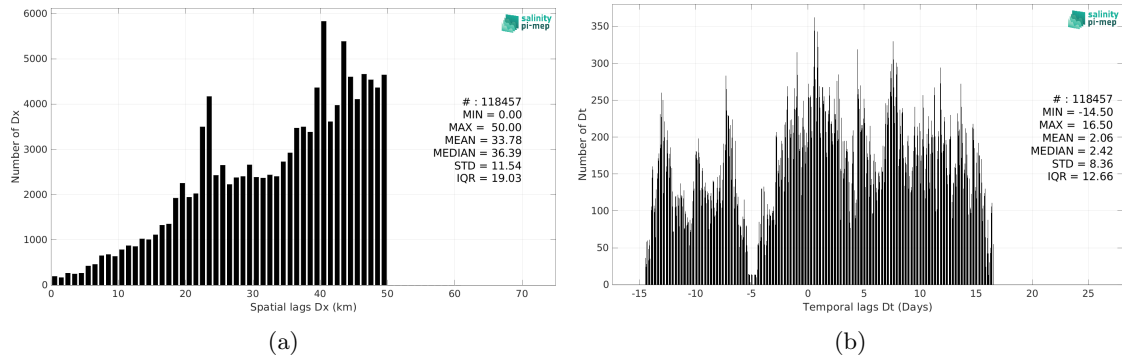 6000
5000
4000
3000
2000
1000
0
Number of Dx
0 10 20 30 40 50 60 70
Spatial lags Dx (km)
salinity
pi-mep
# : 118457
MIN = 0.00
MAX = 50.00
MEAN = 33.78
MEDIAN = 36.39
STD = 11.54
IQR = 19.03
(a)
350
300
250
200
150
100
50
0
Number of Dt
-15 -10 -5 0 5 10 15 20 25
Temporal lags Dt (Days)
salinity
pi-mep
# : 118457
MIN = -14.50
MAX = 16.50
MEAN = 2.06
MEDIAN = 2.42
STD = 8.36
IQR = 12.66
(b)